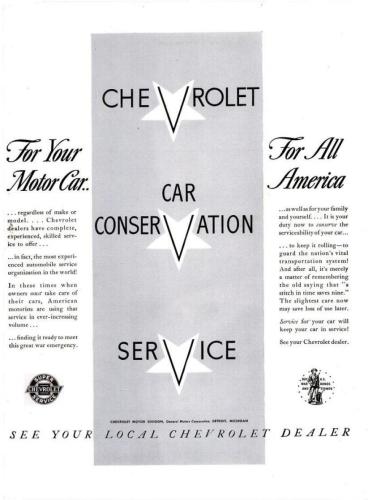 CHEVROLET
For Your
Motor Car..
For All
America
CAR
CONSERVATION
SERVICE
... regardless of make or
model. . . . Chevrolet
dealers have complete,
experienced, skilled serv-
ice to offer . . .
... in fact, the most experi-
enced automobile service
organization in the world!
In these times when
owners must take care of
their cars, American
motorists are using that
service in ever-increasing
volume . . .
... finding it ready to meet
this great war emergency.
... as well as for your family
and yourself. . . . It is your
duty now to conserve the
serviceability of your car...
... to keep it rolling—to
guard the nation's vital
transportation system!
And after all, it's merely
a matter of remembering
the old saying that "a
stitch in time saves nine."
The slightest care now
may save loss of use later.
Service for your car will
keep your car in service!
See your Chevrolet dealer.
SUPER
CHEVROLET
SERVICE
CHEVROLET MOTOR DIVISION, General Motors Corporation, DETROIT, MICHIGAN
SEE YOUR LOCAL CHEVROLET DEALER